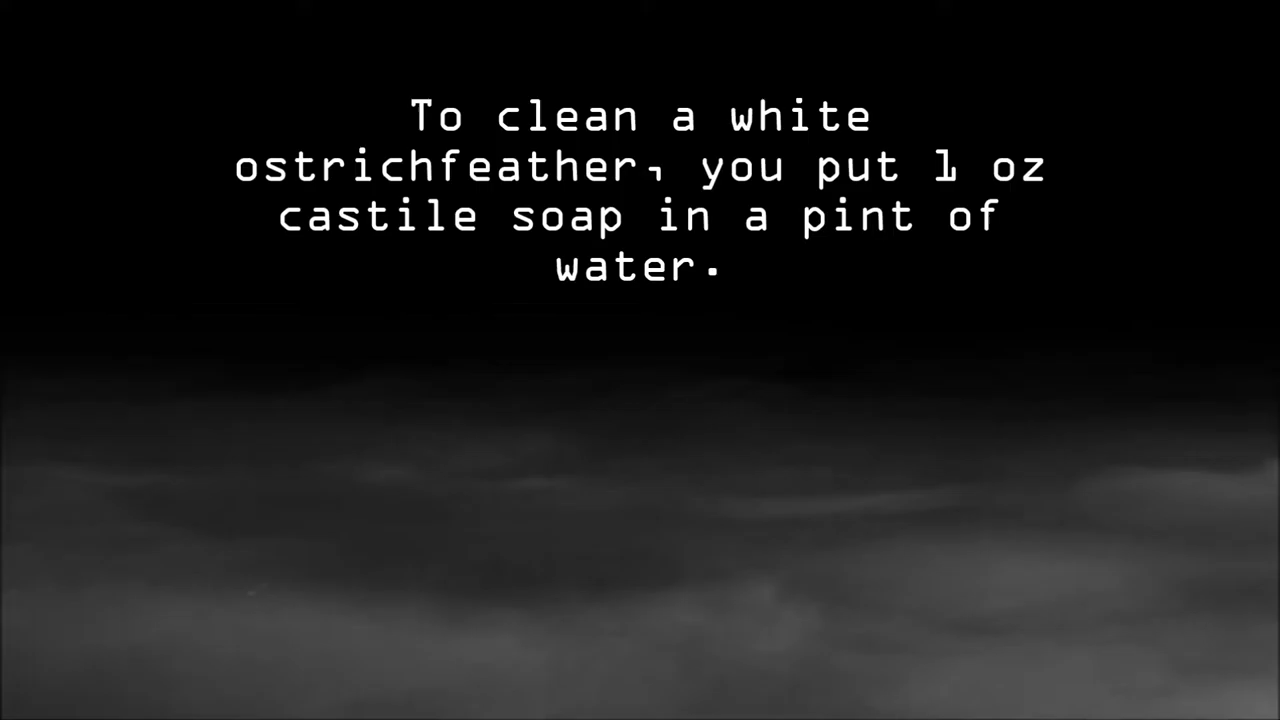 To clean a white
ostrichfeather, you put 1 oz
castile soap in a pint of
water.